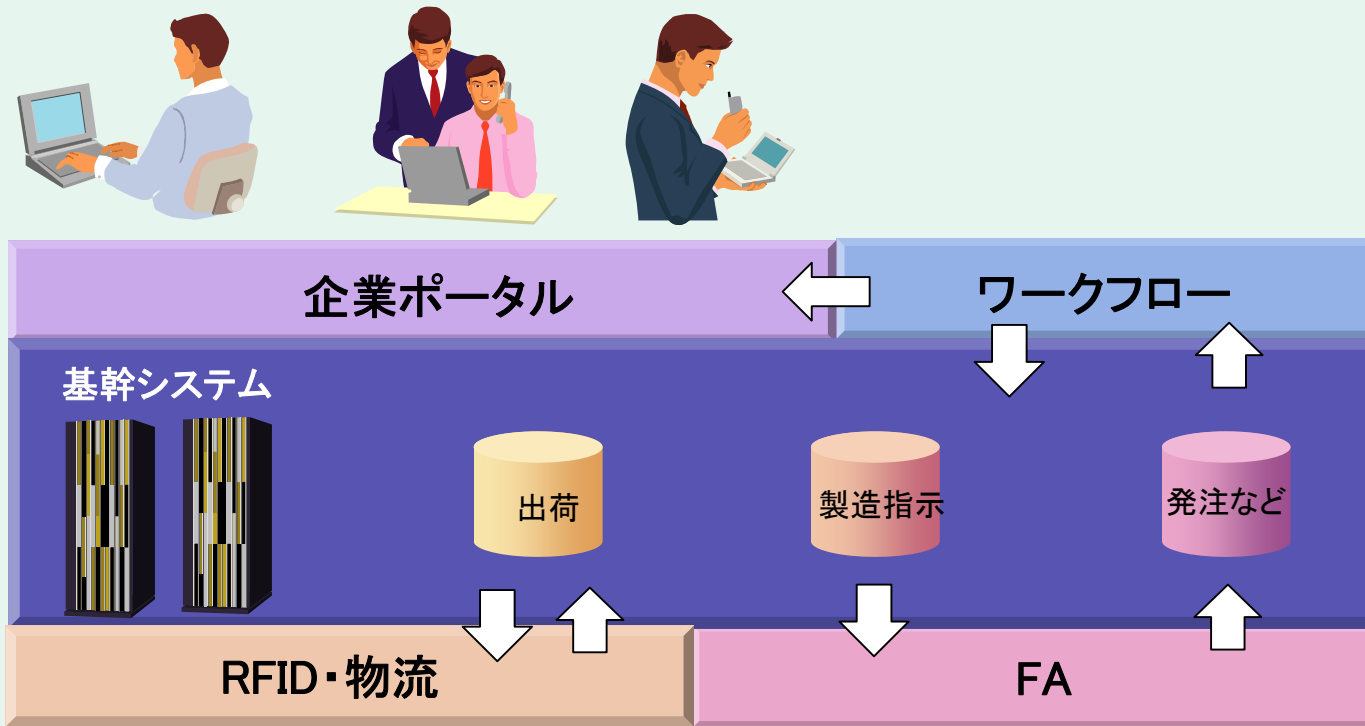 企業ポータル
ワークフロー
基幹システム
出荷
製造指示
発注など
RFID・物流
FA